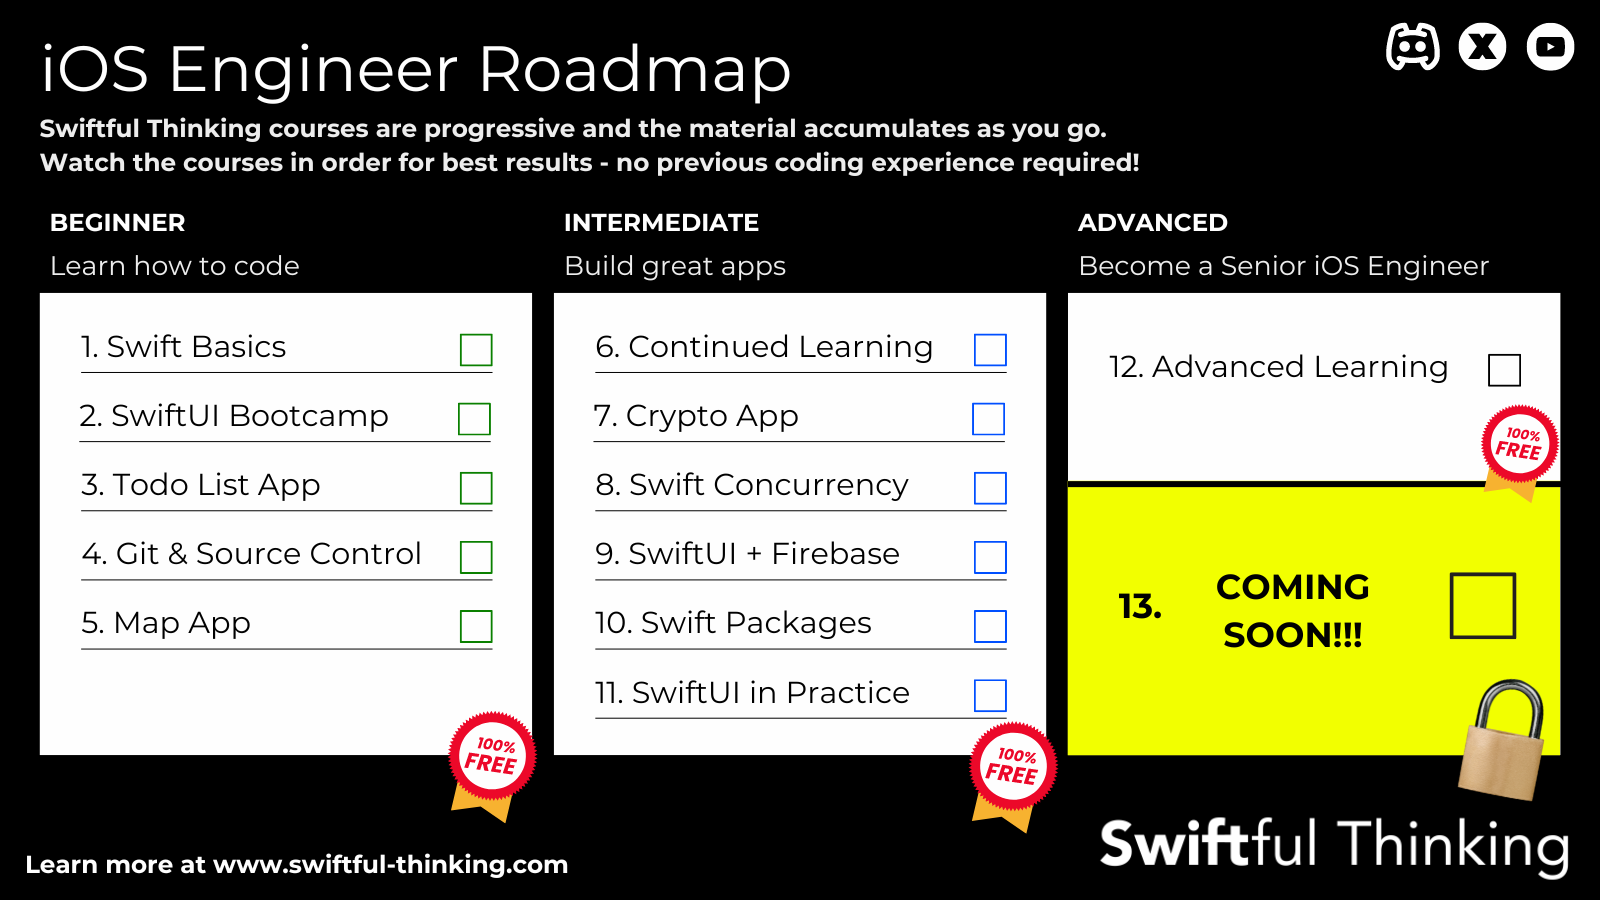 iOS Engineer Roadmap
Swiftful Thinking courses are progressive and the material accumulates as you go.
Watch the courses in order for best results - no previous coding experience required!
BEGINNER
Learn how to code
1. Swift Basics
2. SwiftUI Bootcamp
3. Todo List App
4. Git & Source Control
5. Map App
100%
FREE
INTERMEDIATE
Build great apps
6. Continued Learning
7. Crypto App
8. Swift Concurrency
9. SwiftUI + Firebase
10. Swift Packages
11. SwiftUI in Practice
100%
FREE
ADVANCED
Become a Senior iOS Engineer
12. Advanced Learning
100%
FREE
13. COMING
SOON!!!
Learn more at www.swiftful-thinking.com
Swiftful Thinking